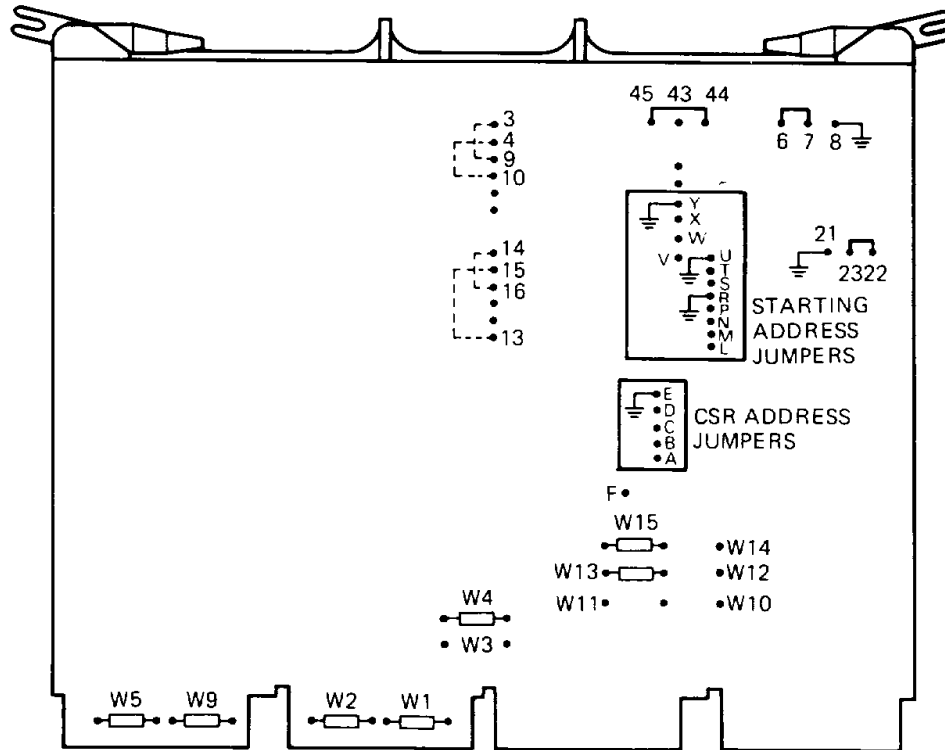 45 43 44
3
4
9
10
6 7 8
Y
X
W
V
U
T
S
R
P
N
M
L
STARTING
ADDRESS
JUMPERS
21
2322
14
15
16
13
E
D
C
B
A
CSR ADDRESS
JUMPERS
F
W15
W14
W13
W12
W11
W10
W4
W3
W5 W9 W2 W1